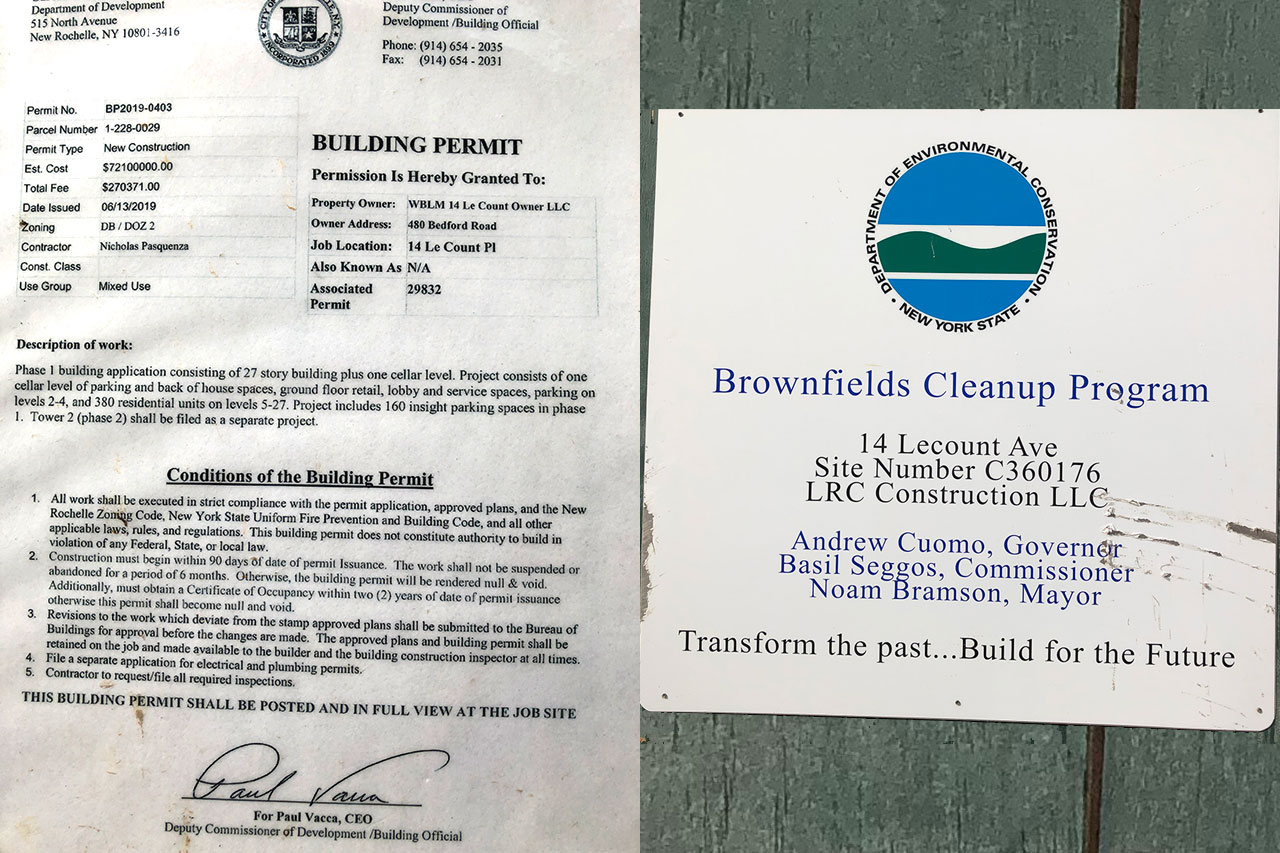 Department of Development
515 North Avenue
New Rochelle, NY 10801-3416
INCORPORATED 1899
Deputy Commissioner of
Development /Building Official
Phone: (914) 654 - 2035
Fax: (914) 654 - 2031
Permit No. BP2019-0403
Parcel Number 1-228-0029
Permit Type New Construction
Est. Cost $72100000.00
Total Fee $270371.00
Date Issued 06/13/2019
Zoning DB / DOZ 2
Contractor Nicholas Pasquenza
Const. Class
Use Group Mixed Use
BUILDING PERMIT
Permission Is Hereby Granted To:
Property Owner: WBLM 14 Le Count Owner LLC
Owner Address: 480 Bedford Road
Job Location: 14 Le Count Pl
Also Known As N/A
Associated 29832
Permit
Description of work:
Phase 1 building application consisting of 27 story building plus one cellar level. Project consists of one
cellar level of parking and back of house spaces, ground floor retail, lobby and service spaces, parking on
levels 2-4, and 380 residential units on levels 5-27. Project includes 160 insight parking spaces in phase
1. Tower 2 (phase 2) shall be filed as a separate project.
Conditions of the Building Permit
1. All work shall be executed in strict compliance with the permit application, approved plans, and the New
Rochelle Zoning Code, New York State Uniform Fire Prevention and Building Code, and all other
applicable laws, rules, and regulations. This building permit does not constitute authority to build in
violation of any Federal, State, or local law.
2. Construction must begin within 90 days of date of permit Issuance. The work shall not be suspended or
abandoned for a period of 6 months. Otherwise, the building permit will be rendered null & void.
Additionally, must obtain a Certificate of Occupancy within two (2) years of date of permit issuance
otherwise this permit shall become null and void.
3. Revisions to the work which deviate from the stamp approved plans shall be submitted to the Bureau of
Buildings for approval before the changes are made. The approved plans and building permit shall be
retained on the job and made available to the builder and the building construction inspector at all times.
4. File a separate application for electrical and plumbing permits.
5. Contractor to request/file all required inspections.
THIS BUILDING PERMIT SHALL BE POSTED AND IN FULL VIEW AT THE JOB SITE
Paul Vacca
For Paul Vacca, CEO
Deputy Commissioner of Development /Building Official
DEPARTMENT OF ENVIRONMENTAL CONSERVATION
• NEW YORK STATE •
Brownfields Cleanup Program
14 Lecount Ave
Site Number C360176
LRC Construction LLC
Andrew Cuomo, Governor
Basil Seggos, Commissioner
Noam Bramson, Mayor
Transform the past...Build for the Future